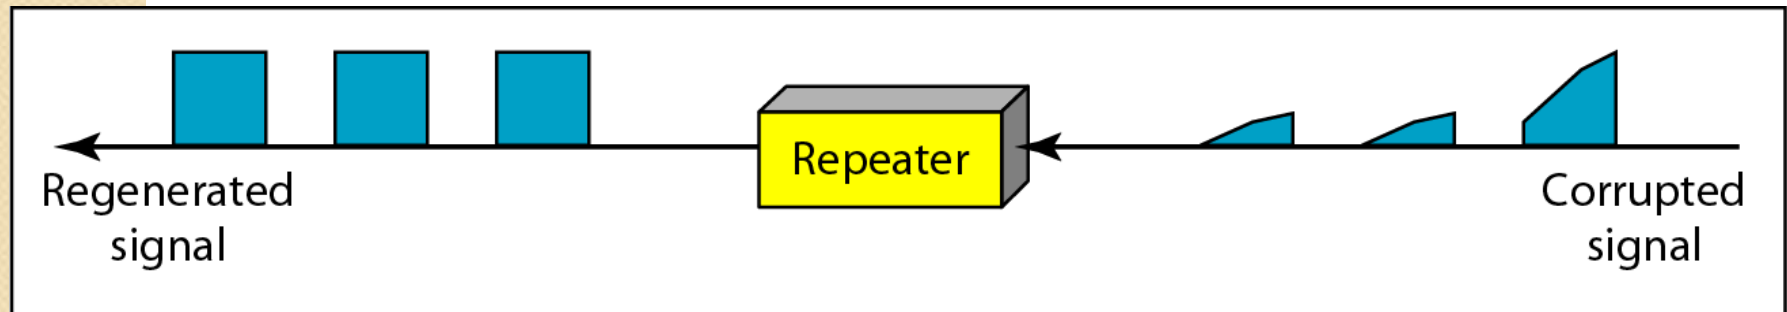 Repeater
Regenerated
signal
Corrupted
signal